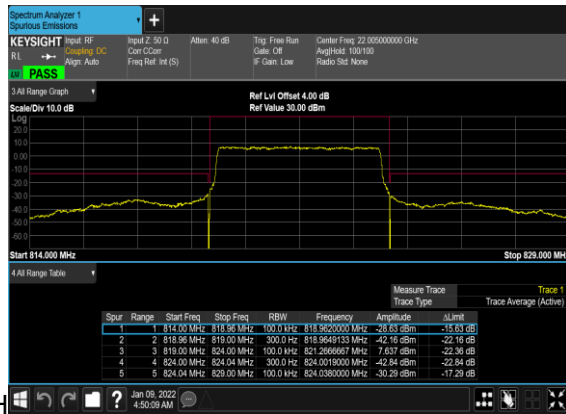 Spectrum Analyzer 1
Spurious Emissions
+
KEYSIGHT Input: RF Input Z: 50 Ω Atten: 40 dB Trig: Free Run Center Freq: 22.005000000 GHz
RL Coupling: DC Corr CCorr Gate: Off Avg|Hold: 100/100
Align: Auto Freq Ref: Int (S) IF Gain: Low Radio Std: None
PASS
3 All Range Graph
Ref Lvl Offset 4.00 dB
Scale/Div 10.0 dB Ref Value 30.00 dBm
Log
20.0
10.0
0.00
-10.0
-20.0
-30.0
-40.0
-50.0
-60.0
Start 814.000 MHz Stop 829.000 MHz
4 All Range Table
Measure Trace Trace 1
Trace Type Trace Average (Active)
Spur Range Start Freq Stop Freq RBW Frequency Amplitude ΔLimit
1 1 814.00 MHz 818.96 MHz 100.0 kHz 818.9620000 MHz -28.63 dBm -15.63 dB
2 2 818.96 MHz 819.00 MHz 300.0 Hz 818.9649133 MHz -42.16 dBm -22.16 dB
3 3 819.00 MHz 824.00 MHz 100.0 kHz 821.2666667 MHz 7.637 dBm -22.36 dB
4 4 824.00 MHz 824.04 MHz 300.0 Hz 824.0019000 MHz -42.84 dBm -22.84 dB
5 5 824.04 MHz 829.00 MHz 100.0 kHz 824.0380000 MHz -30.29 dBm -17.29 dB
? Jan 09, 2022
4:50:09 AM